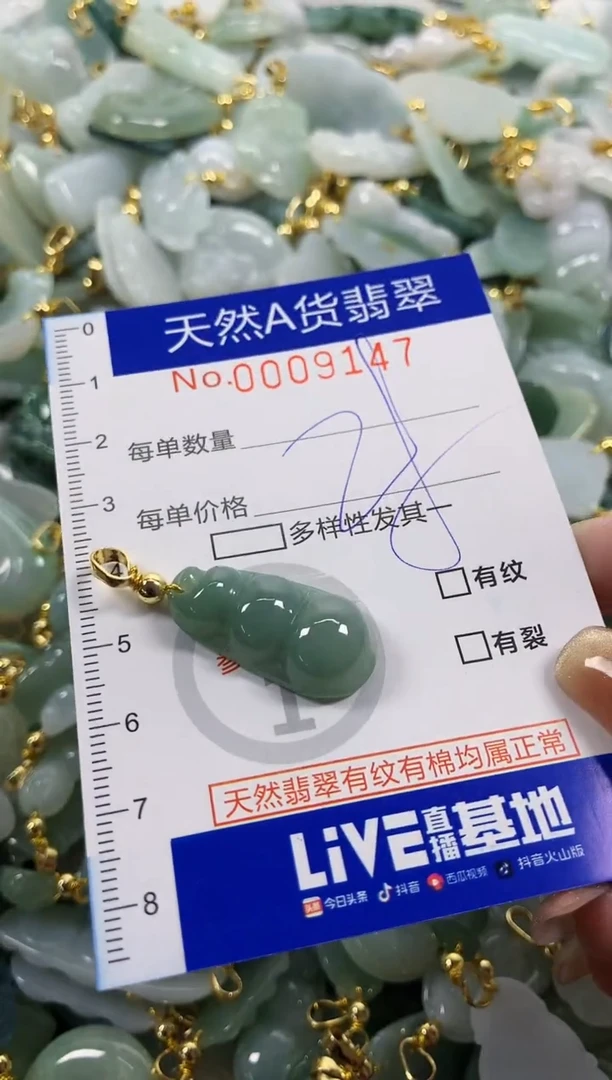 天然A货翡翠
No.0009147
每单数量
每单价格
多样性发其一
有纹
有裂
天然翡翠有纹有棉均属正常
LiVE直播基地
头条 今日头条 抖音 西瓜视频 抖音火山版
0
1
2
3
4
5
6
7
8